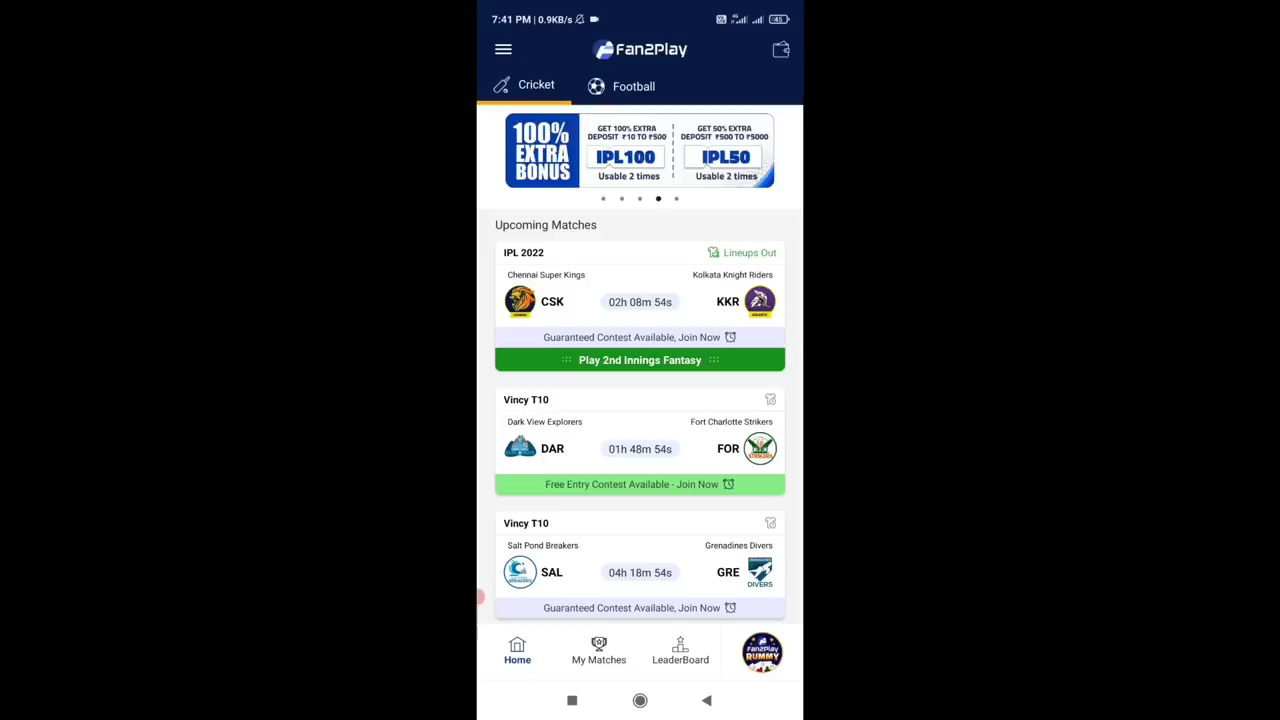 7:41 PM | 0.9KB/s
4G
45
Fan2Play
Cricket
Football
100%
EXTRA
BONUS
GET 100% EXTRA
DEPOSIT ₹10 TO ₹500
IPL100
Usable 2 times
GET 50% EXTRA
DEPOSIT ₹500 TO ₹5000
IPL50
Usable 2 times
Upcoming Matches
IPL 2022
Lineups Out
Chennai Super Kings
Kolkata Knight Riders
CSK
02h 08m 54s
KKR
Guaranteed Contest Available, Join Now
Play 2nd Innings Fantasy
Vincy T10
Dark View Explorers
Fort Charlotte Strikers
DAR
01h 48m 54s
FOR
STRIKERS
Free Entry Contest Available - Join Now
Vincy T10
Salt Pond Breakers
Grenadines Divers
BREAKERS
SAL
04h 18m 54s
GRE
DIVERS
Guaranteed Contest Available, Join Now
Home
My Matches
LeaderBoard
Fan2Play
RUMMY